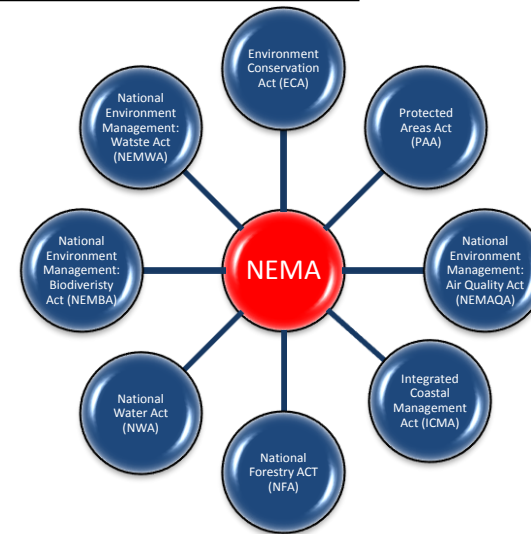 Environment
Conservation
Act (ECA)
Protected
Areas Act
(PAA)
National
Environment
Management:
Air Quality Act
(NEMAQA)
Integrated
Coastal
Management
Act (ICMA)
National
Forestry ACT
(NFA)
National
Water Act
(NWA)
National
Environment
Management:
Biodiveristy
Act (NEMBA)
National
Environment
Management:
Watste Act
(NEMWA)
NEMA